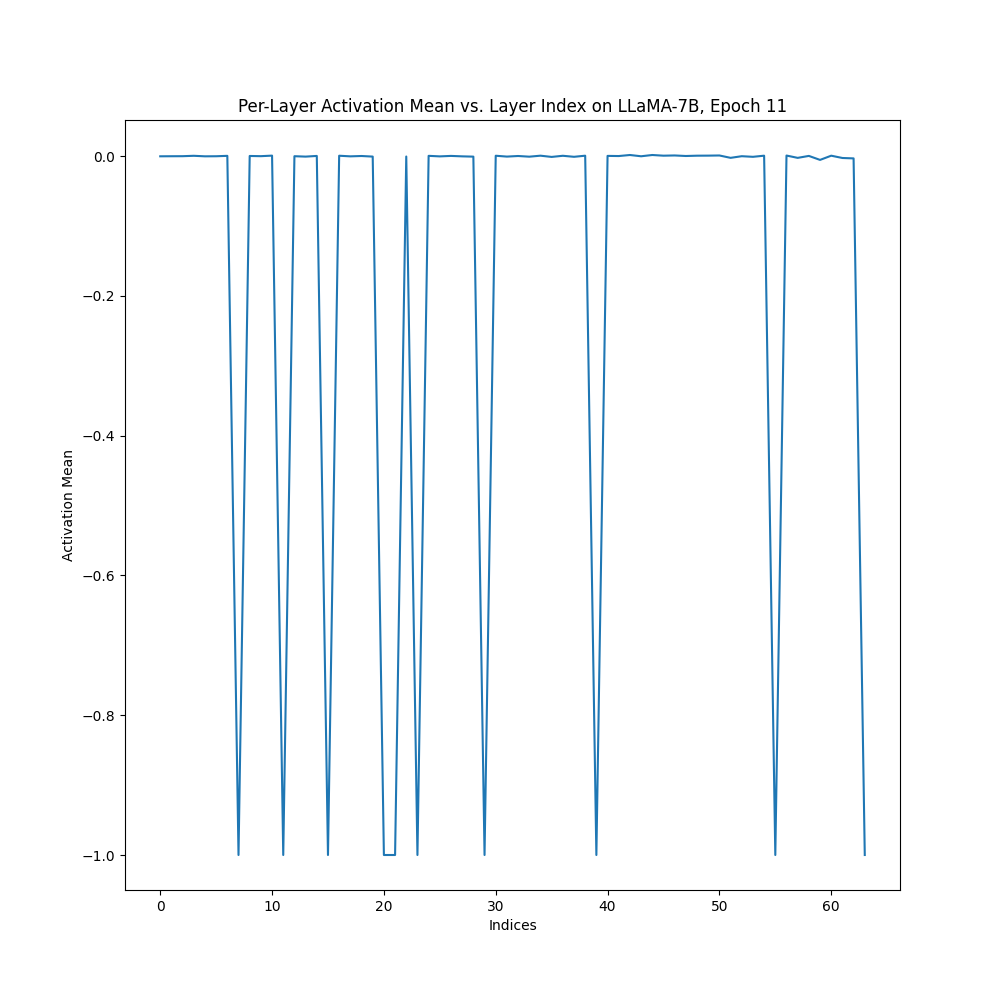 Per-Layer Activation Mean vs. Layer Index on LLaMA-7B, Epoch 11
0.0
−0.2
−0.4
−0.6
−0.8
−1.0
Activation Mean
0 10 20 30 40 50 60
Indices